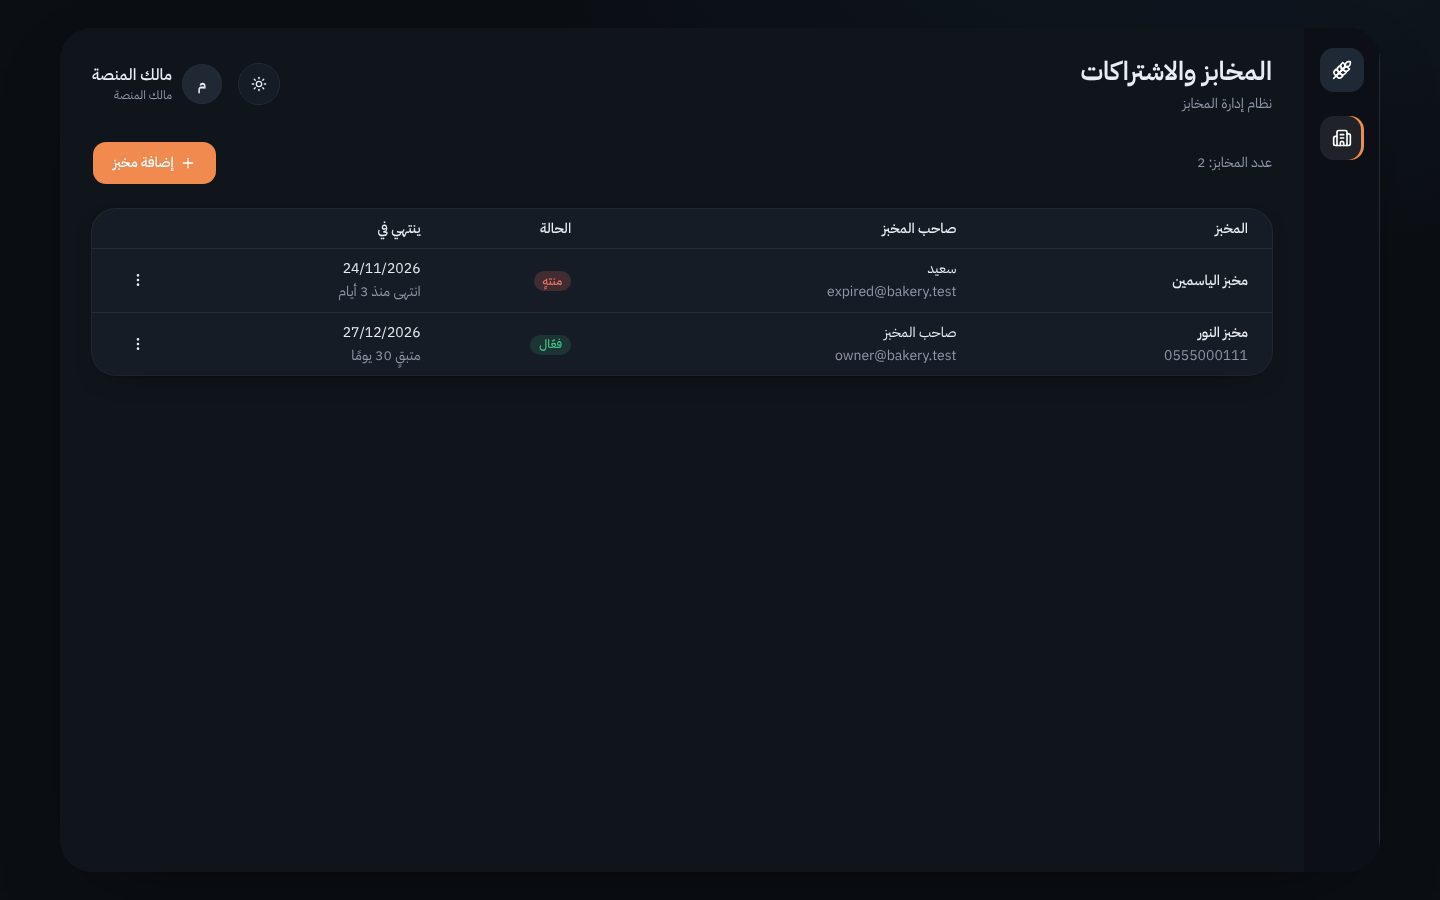 المخابز والاشتراكات
نظام إدارة المخابز
مالك المنصة
مالك المنصة
م
عدد المخابز: 2
إضافة مخبز
المخبز صاحب المخبز الحالة ينتهي في
مخبز الياسمين
سعيد
expired@bakery.test
منتهٍ
24/11/2026
انتهى منذ 3 أيام
مخبز النور
0555000111
صاحب المخبز
owner@bakery.test
فعّال
27/12/2026
متبقٍ 30 يومًا